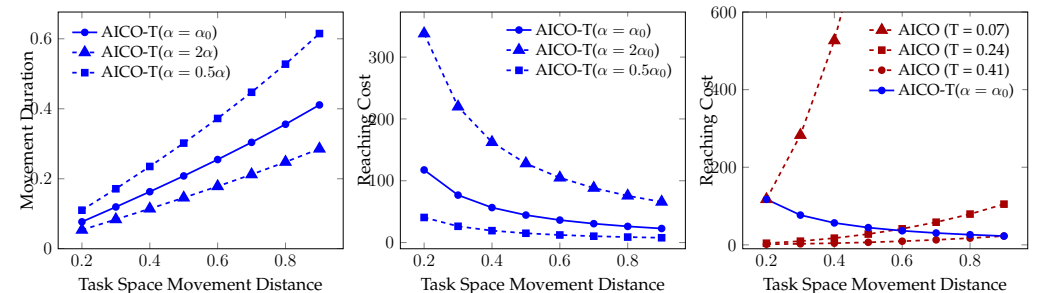 Movement Duration
0.6
0.4
0.2
0
AICO-T(α = α₀)
AICO-T(α = 2α)
AICO-T(α = 0.5α)
0.2 0.4 0.6 0.8
Task Space Movement Distance
Reaching Cost
300
200
100
0
AICO-T(α = α₀)
AICO-T(α = 2α₀)
AICO-T(α = 0.5α₀)
0.2 0.4 0.6 0.8
Task Space Movement Distance
Reaching Cost
600
400
200
0
AICO (T = 0.07)
AICO (T = 0.24)
AICO (T = 0.41)
AICO-T(α = α₀)
0.2 0.4 0.6 0.8
Task Space Movement Distance